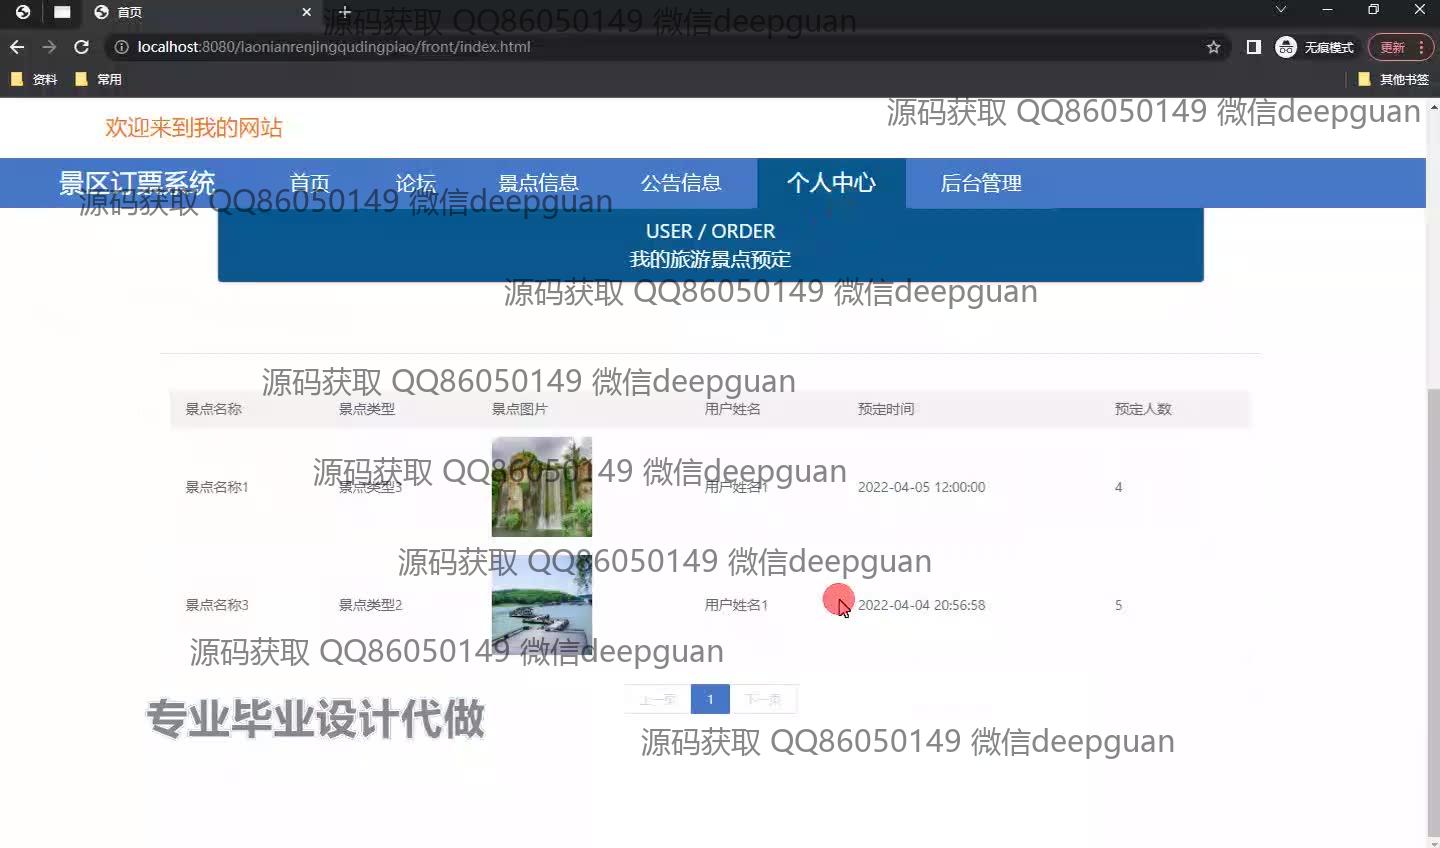 首页
源码获取 QQ86050149 微信deepguan
localhost:8080/laonianrenjingqudingpiao/front/index.html
无痕模式
更新
资料
常用
其他书签
源码获取 QQ86050149 微信deepguan
欢迎来到我的网站
景区订票系统 首页 论坛 景点信息 公告信息 个人中心 后台管理
源码获取 QQ86050149 微信deepguan
USER / ORDER
我的旅游景点预定
源码获取 QQ86050149 微信deepguan
源码获取 QQ86050149 微信deepguan
景点名称 景点类型 景点图片 用户姓名 预定时间 预定人数
源码获取 QQ86050149 微信deepguan
景点名称1 景点类型3 用户姓名1 2022-04-05 12:00:00 4
源码获取 QQ86050149 微信deepguan
景点名称3 景点类型2 用户姓名1 2022-04-04 20:56:58 5
源码获取 QQ86050149 微信deepguan
上一页 1 下一页
专业毕业设计代做
源码获取 QQ86050149 微信deepguan